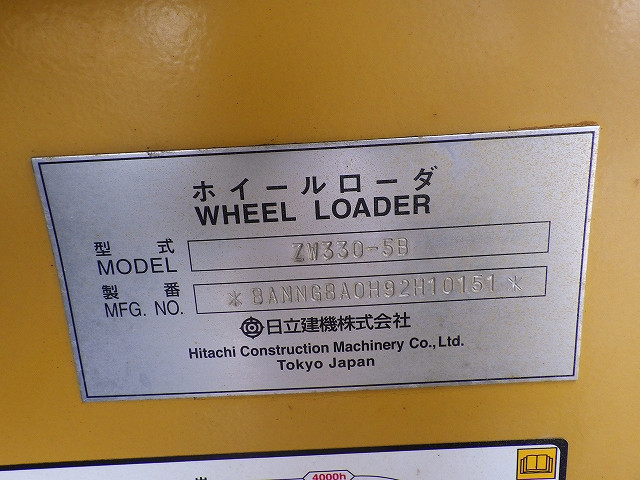 ホイールローダ
WHEEL LOADER
型式
MODEL
ZW330-5B
製番
MFG. NO.
*8ANNG8A0H92H10151*
日立建機株式会社
Hitachi Construction Machinery Co., Ltd.
Tokyo Japan
4000h